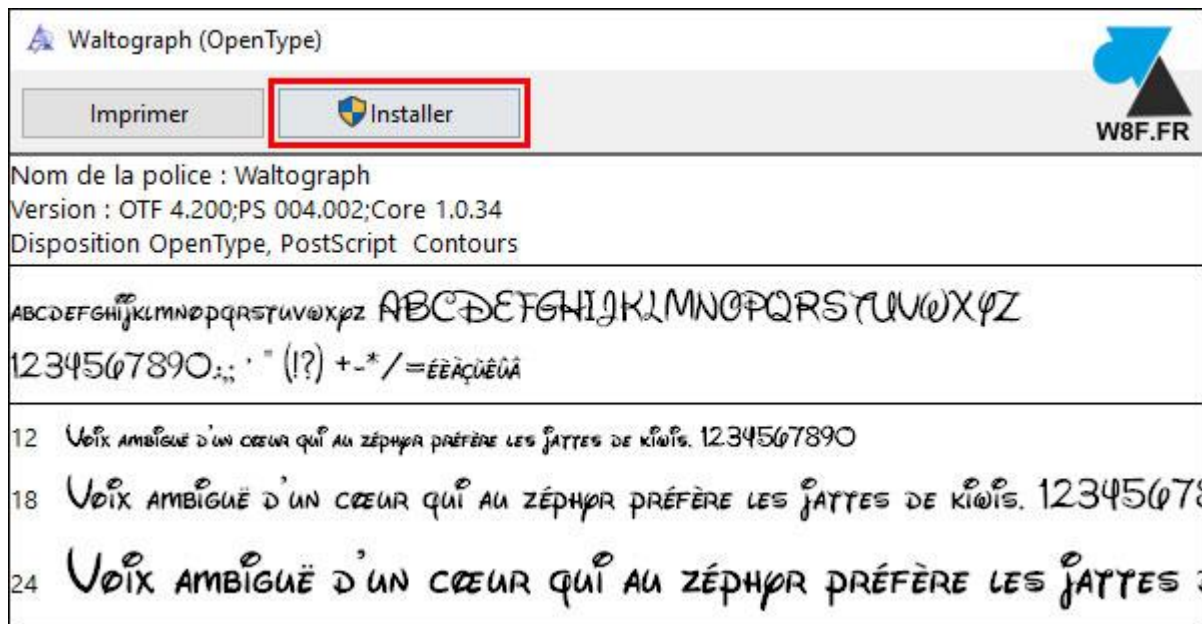 Waltograph (OpenType)
Imprimer
Installer
W8F.FR
Nom de la police : Waltograph
Version : OTF 4.200;PS 004.002;Core 1.0.34
Disposition OpenType, PostScript Contours
abcdefghijklmnopqrstuvwxyz ABCDEFGHIJKLMNOPQRSTUVWXYZ
1234567890.:,; ' " (!?) +-*/=éèàçùêûâ
12 Voix ambiguë d'un cœur qui au zéphyr préfère les jattes de kiwis. 1234567890
18 Voix ambiguë d'un cœur qui au zéphyr préfère les jattes de kiwis. 12345678
24 Voix ambiguë d'un cœur qui au zéphyr préfère les jattes